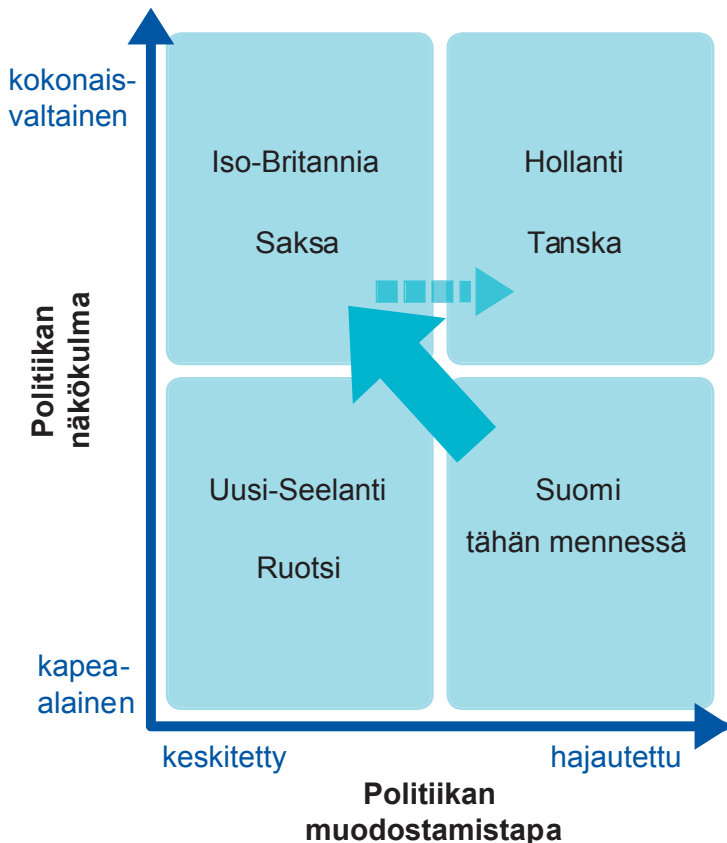 kokonais-
valtainen
Iso-Britannia
Saksa
Hollanti
Tanska
Politiikan
näkökulma
Uusi-Seelanti
Ruotsi
Suomi
tähän mennessä
kapea-
alainen
keskitetty
hajautettu
Politiikan
muodostamistapa